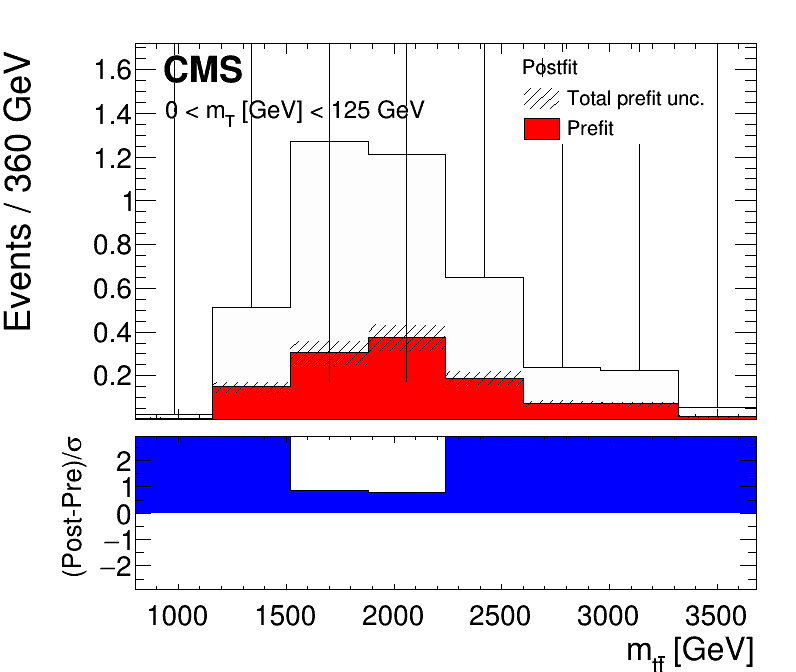 CMS
0 < m_T [GeV] < 125 GeV
Postfit
Total prefit unc.
Prefit
Events / 360 GeV
1.6
1.4
1.2
1
0.8
0.6
0.4
0.2
(Post-Pre)/σ
2
1
0
−1
−2
1000 1500 2000 2500 3000 3500
m_tt̄ [GeV]